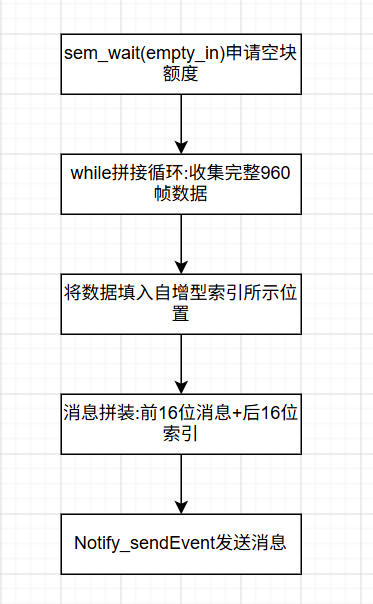 sem_wait(empty_in)申请空块
额度
while拼接循环:收集完整960
帧数据
将数据填入自增型索引所示位
置
消息拼装:前16位消息+后16位
索引
Notify_sendEvent发送消息